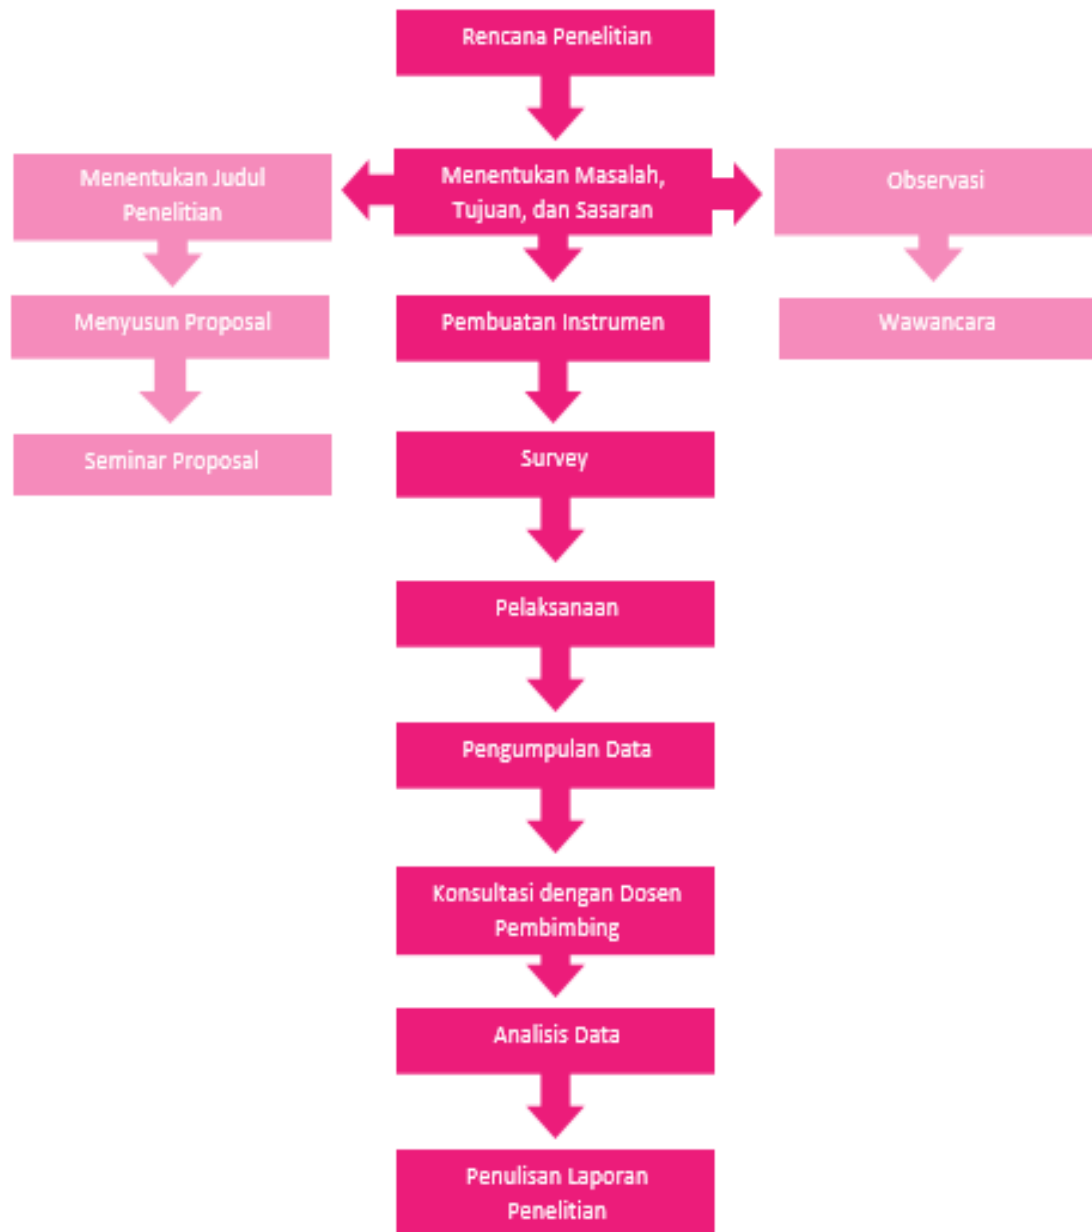 Rencana Penelitian
Menentukan Judul
Penelitian
Menentukan Masalah,
Tujuan, dan Sasaran
Observasi
Menyusun Proposal
Pembuatan Instrumen
Wawancara
Seminar Proposal
Survey
Pelaksanaan
Pengumpulan Data
Konsultasi dengan Dosen
Pembimbing
Analisis Data
Penulisan Laporan
Penelitian